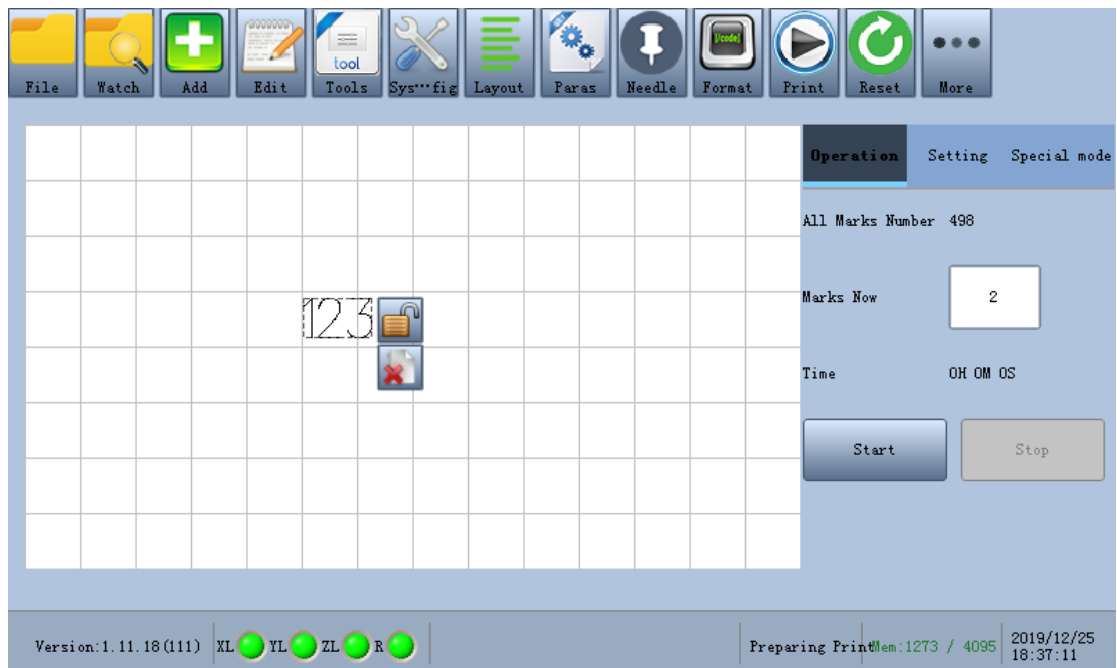 File Watch Add Edit Tools Sys…fig Layout Paras Needle Format Print Reset More
tool
[/code]
Operation Setting Special mode
All Marks Number 498
Marks Now 2
123
Time 0H 0M 0S
Start Stop
Version:1.11.18(111) XL YL ZL R Preparing Print Mem:1273 / 4095 2019/12/25
18:37:11